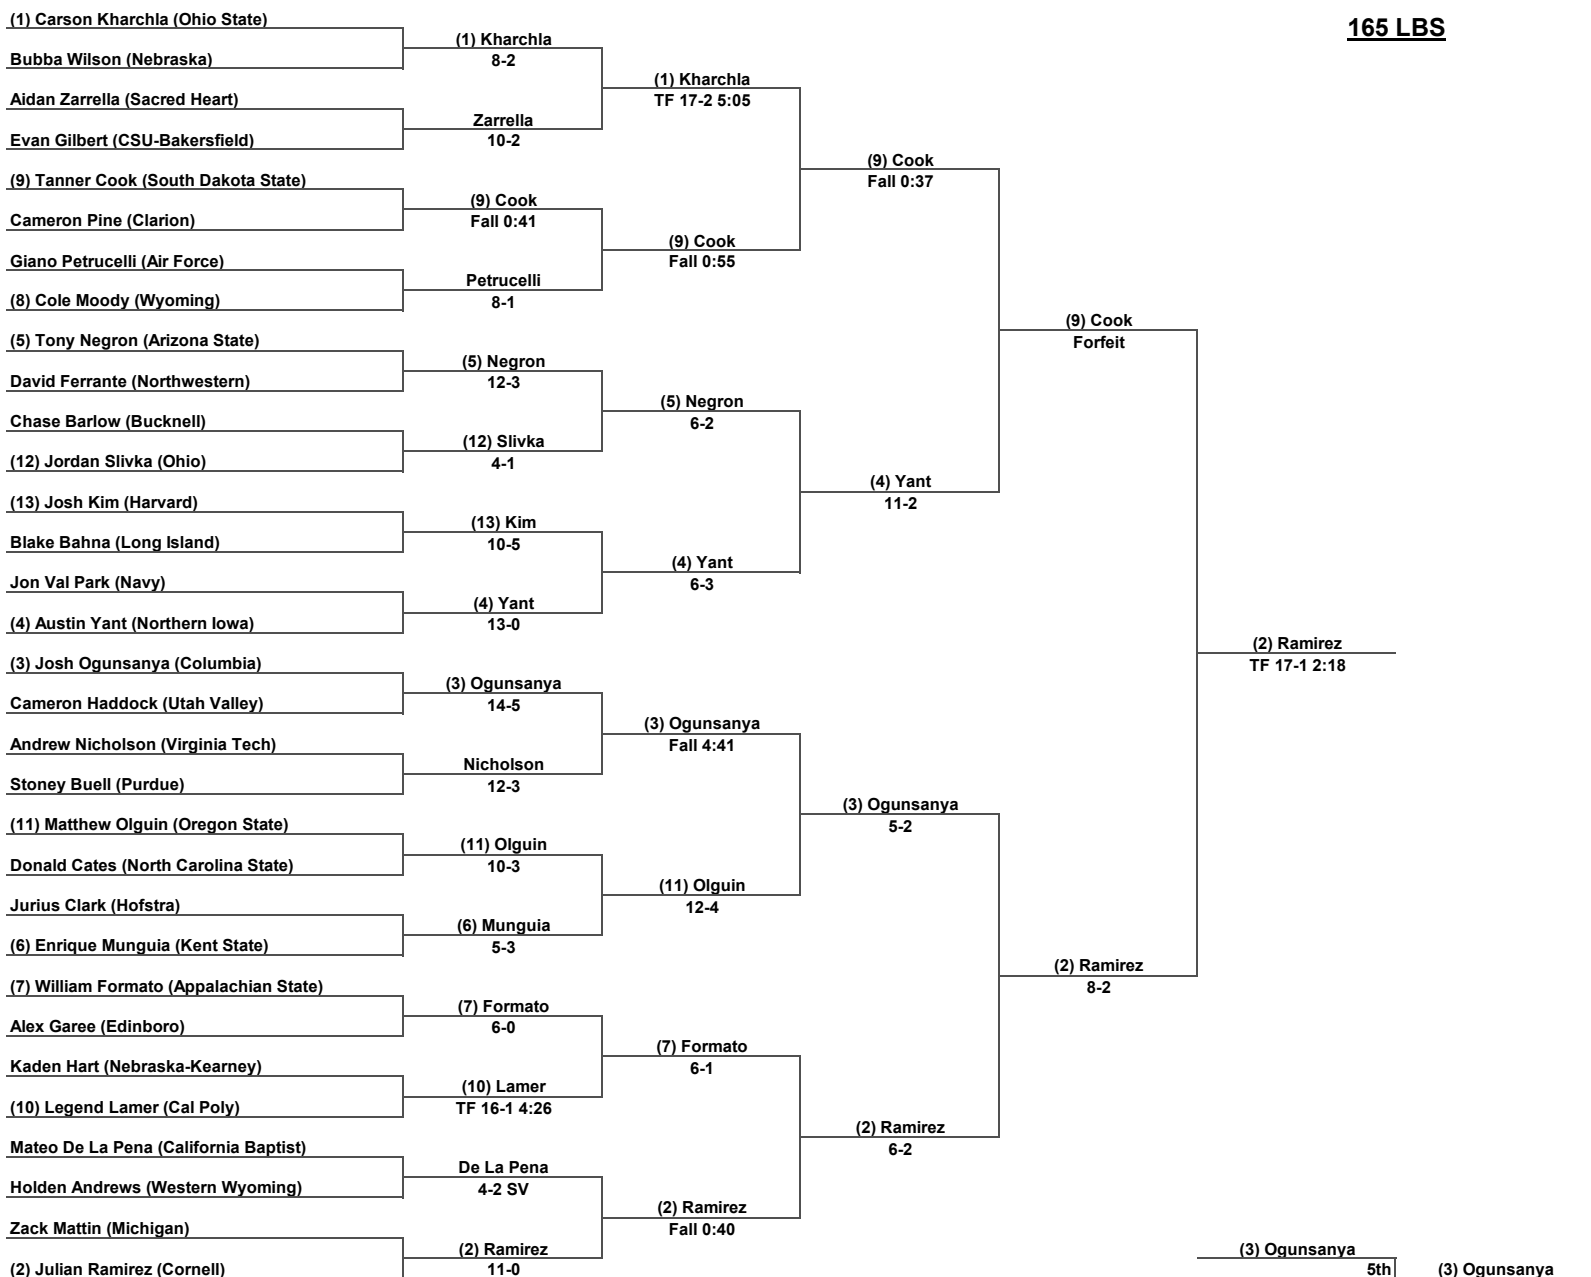 165 LBS
(1) Carson Kharchla (Ohio State)
Bubba Wilson (Nebraska)
Aidan Zarrella (Sacred Heart)
Evan Gilbert (CSU-Bakersfield)
(9) Tanner Cook (South Dakota State)
Cameron Pine (Clarion)
Giano Petrucelli (Air Force)
(8) Cole Moody (Wyoming)
(5) Tony Negron (Arizona State)
David Ferrante (Northwestern)
Chase Barlow (Bucknell)
(12) Jordan Slivka (Ohio)
(13) Josh Kim (Harvard)
Blake Bahna (Long Island)
Jon Val Park (Navy)
(4) Austin Yant (Northern Iowa)
(3) Josh Ogunsanya (Columbia)
Cameron Haddock (Utah Valley)
Andrew Nicholson (Virginia Tech)
Stoney Buell (Purdue)
(11) Matthew Olguin (Oregon State)
Donald Cates (North Carolina State)
Jurius Clark (Hofstra)
(6) Enrique Munguia (Kent State)
(7) William Formato (Appalachian State)
Alex Garee (Edinboro)
Kaden Hart (Nebraska-Kearney)
(10) Legend Lamer (Cal Poly)
Mateo De La Pena (California Baptist)
Holden Andrews (Western Wyoming)
Zack Mattin (Michigan)
(2) Julian Ramirez (Cornell)
(1) Kharchla
8-2
Zarrella
10-2
(9) Cook
Fall 0:41
Petrucelli
8-1
(5) Negron
12-3
(12) Slivka
4-1
(13) Kim
10-5
(4) Yant
13-0
(3) Ogunsanya
14-5
Nicholson
12-3
(11) Olguin
10-3
(6) Munguia
5-3
(7) Formato
6-0
(10) Lamer
TF 16-1 4:26
De La Pena
4-2 SV
(2) Ramirez
11-0
(1) Kharchla
TF 17-2 5:05
(9) Cook
Fall 0:55
(5) Negron
6-2
(4) Yant
6-3
(3) Ogunsanya
Fall 4:41
(11) Olguin
12-4
(7) Formato
6-1
(2) Ramirez
Fall 0:40
(9) Cook
Fall 0:37
(4) Yant
11-2
(3) Ogunsanya
5-2
(2) Ramirez
6-2
(9) Cook
Forfeit
(2) Ramirez
8-2
(2) Ramirez
TF 17-1 2:18
(3) Ogunsanya
5th
(3) Ogunsanya